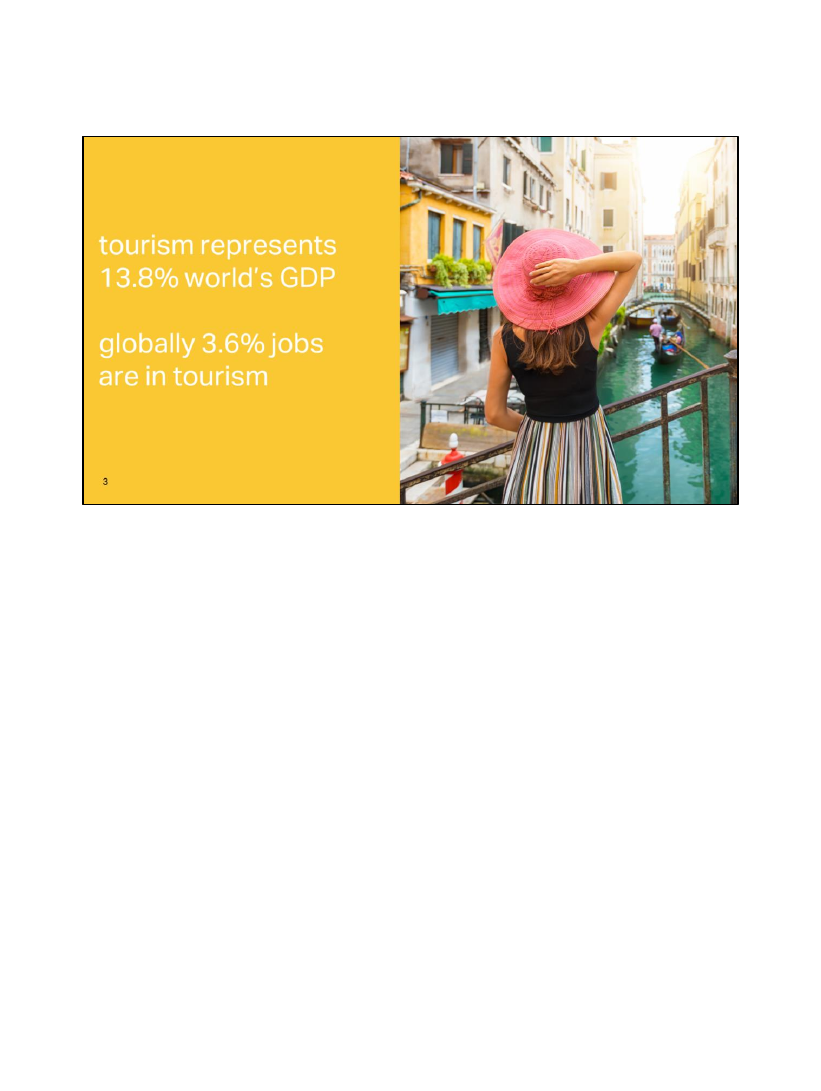 tourism represents
13.8% world's GDP
globally 3.6% jobs
are in tourism
3